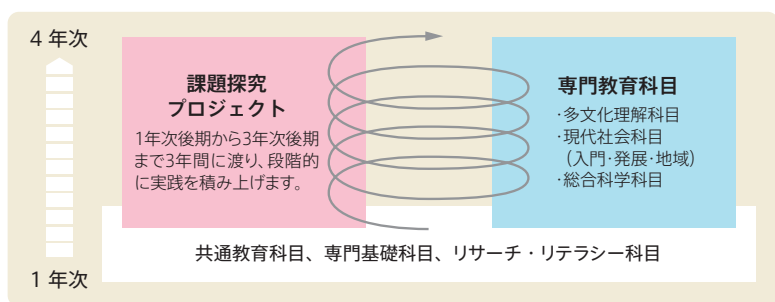 4 年次
課題探究
プロジェクト
1年次後期から3年次後期
まで3年間に渡り、段階的
に実践を積み上げます。
専門教育科目
・多文化理解科目
・現代社会科目
（入門・発展・地域）
・総合科学科目
共通教育科目、専門基礎科目、リサーチ・リテラシー科目
1 年次